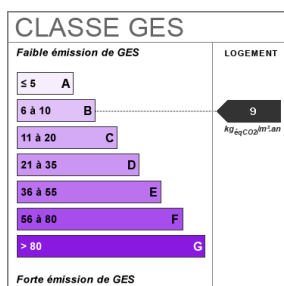 CLASSE GES
Faible émission de GES
LOGEMENT
≤ 5 A
6 à 10 B
9
kgéqCO2/m².an
11 à 20 C
21 à 35 D
36 à 55 E
56 à 80 F
> 80 G
Forte émission de GES